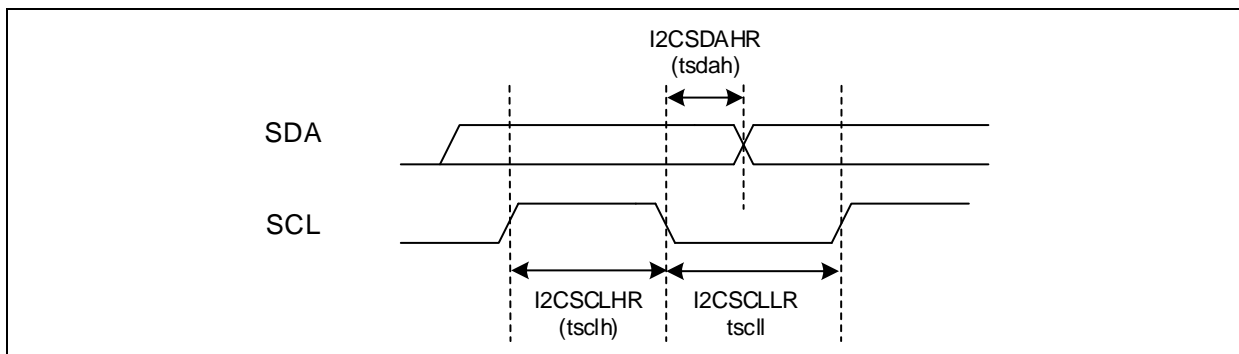 I2CSDAHR
(tsdah)
SDA
SCL
I2CSCLHR
(tsclh)
I2CSCLLR
tscll